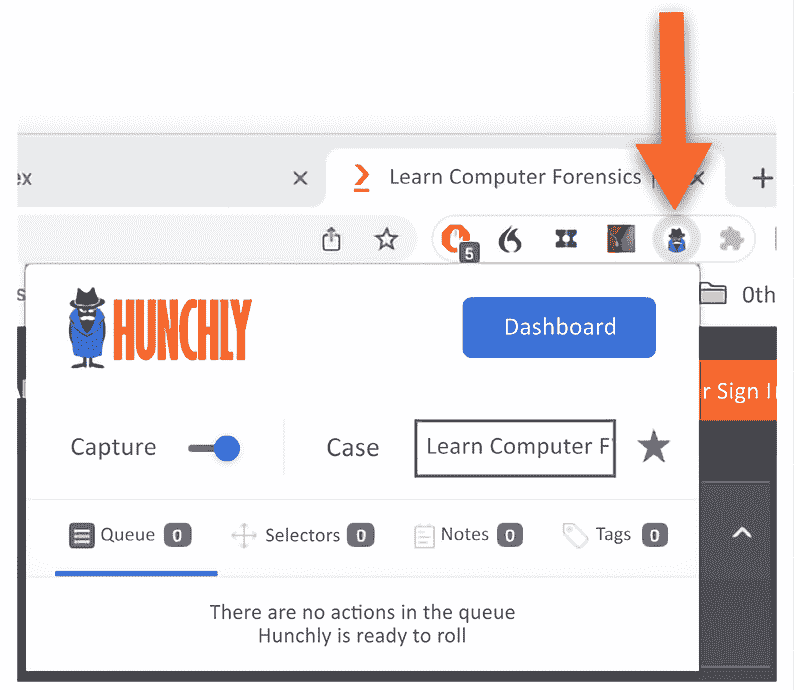 ex
Learn Computer Forensics
5
0th
HUNCHLY
Dashboard
r Sign I
Capture
Case
Learn Computer F
Queue 0
Selectors 0
Notes 0
Tags 0
There are no actions in the queue
Hunchly is ready to roll